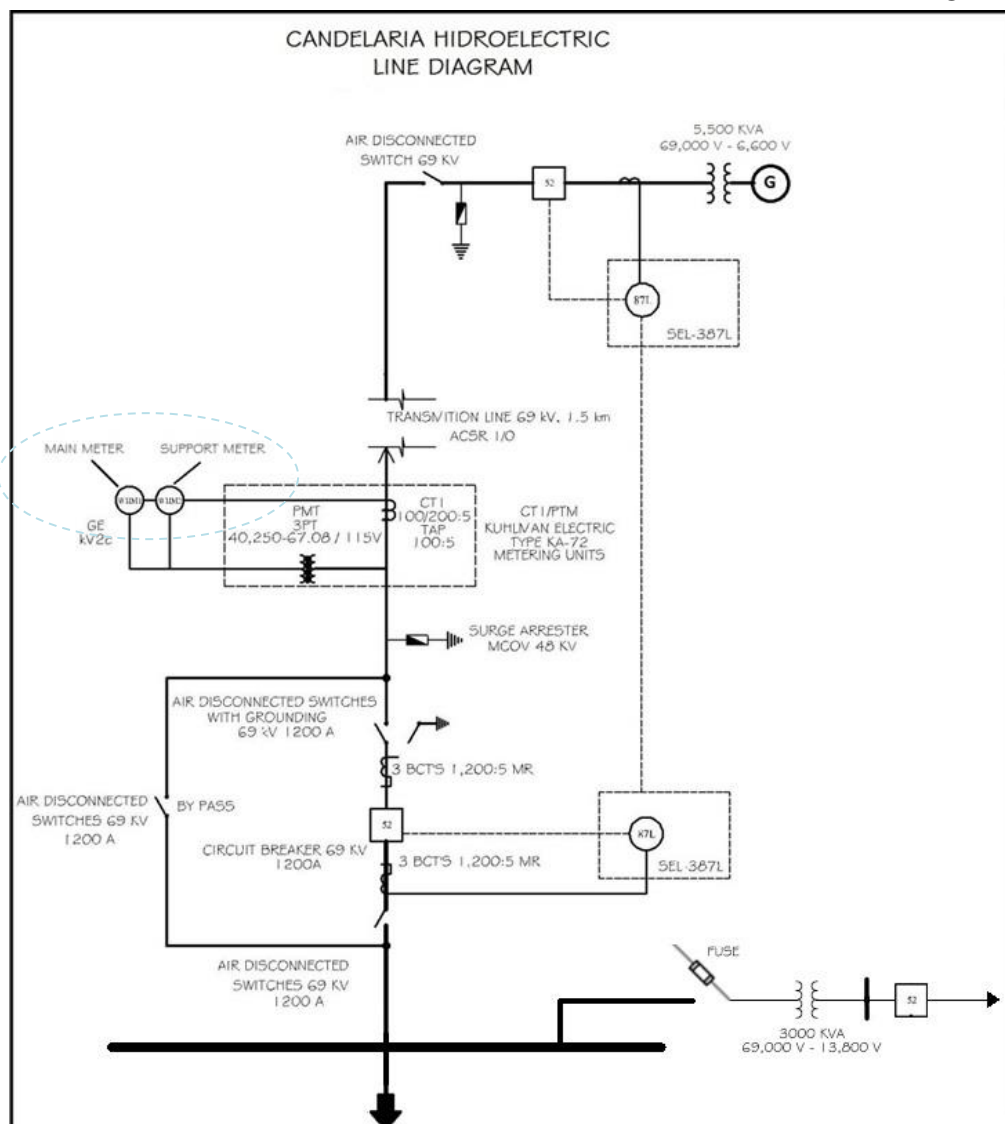 CANDELARIA HIDROELECTRIC
LINE DIAGRAM
AIR DISCONNECTED
SWITCH 69 KV
5,500 KVA
69,000 V - 6,600 V
52
G
87L
SEL-387L
TRANSMITION LINE 69 kV, 1.5 km
ACSR 1/0
MAIN METER
SUPPORT METER
GE
kV2c
PMT
3PT
40,250-67.08 / 115V
CT1
100/200:5
TAP
100:5
CT1/PTM
KUHLMAN ELECTRIC
TYPE KA-72
METERING UNITS
SURGE ARRESTER
MCOV 48 KV
AIR DISCONNECTED SWITCHES
WITH GROUNDING
69 kV 1200 A
3 BCT'S 1,200:5 MR
AIR DISCONNECTED
SWITCHES 69 KV
1200 A
BY PASS
52
87L
CIRCUIT BREAKER 69 KV
1200A
3 BCT'S 1,200:5 MR
SEL-387L
AIR DISCONNECTED
SWITCHES 69 KV
1200 A
FUSE
52
3000 KVA
69,000 V - 13,800 V